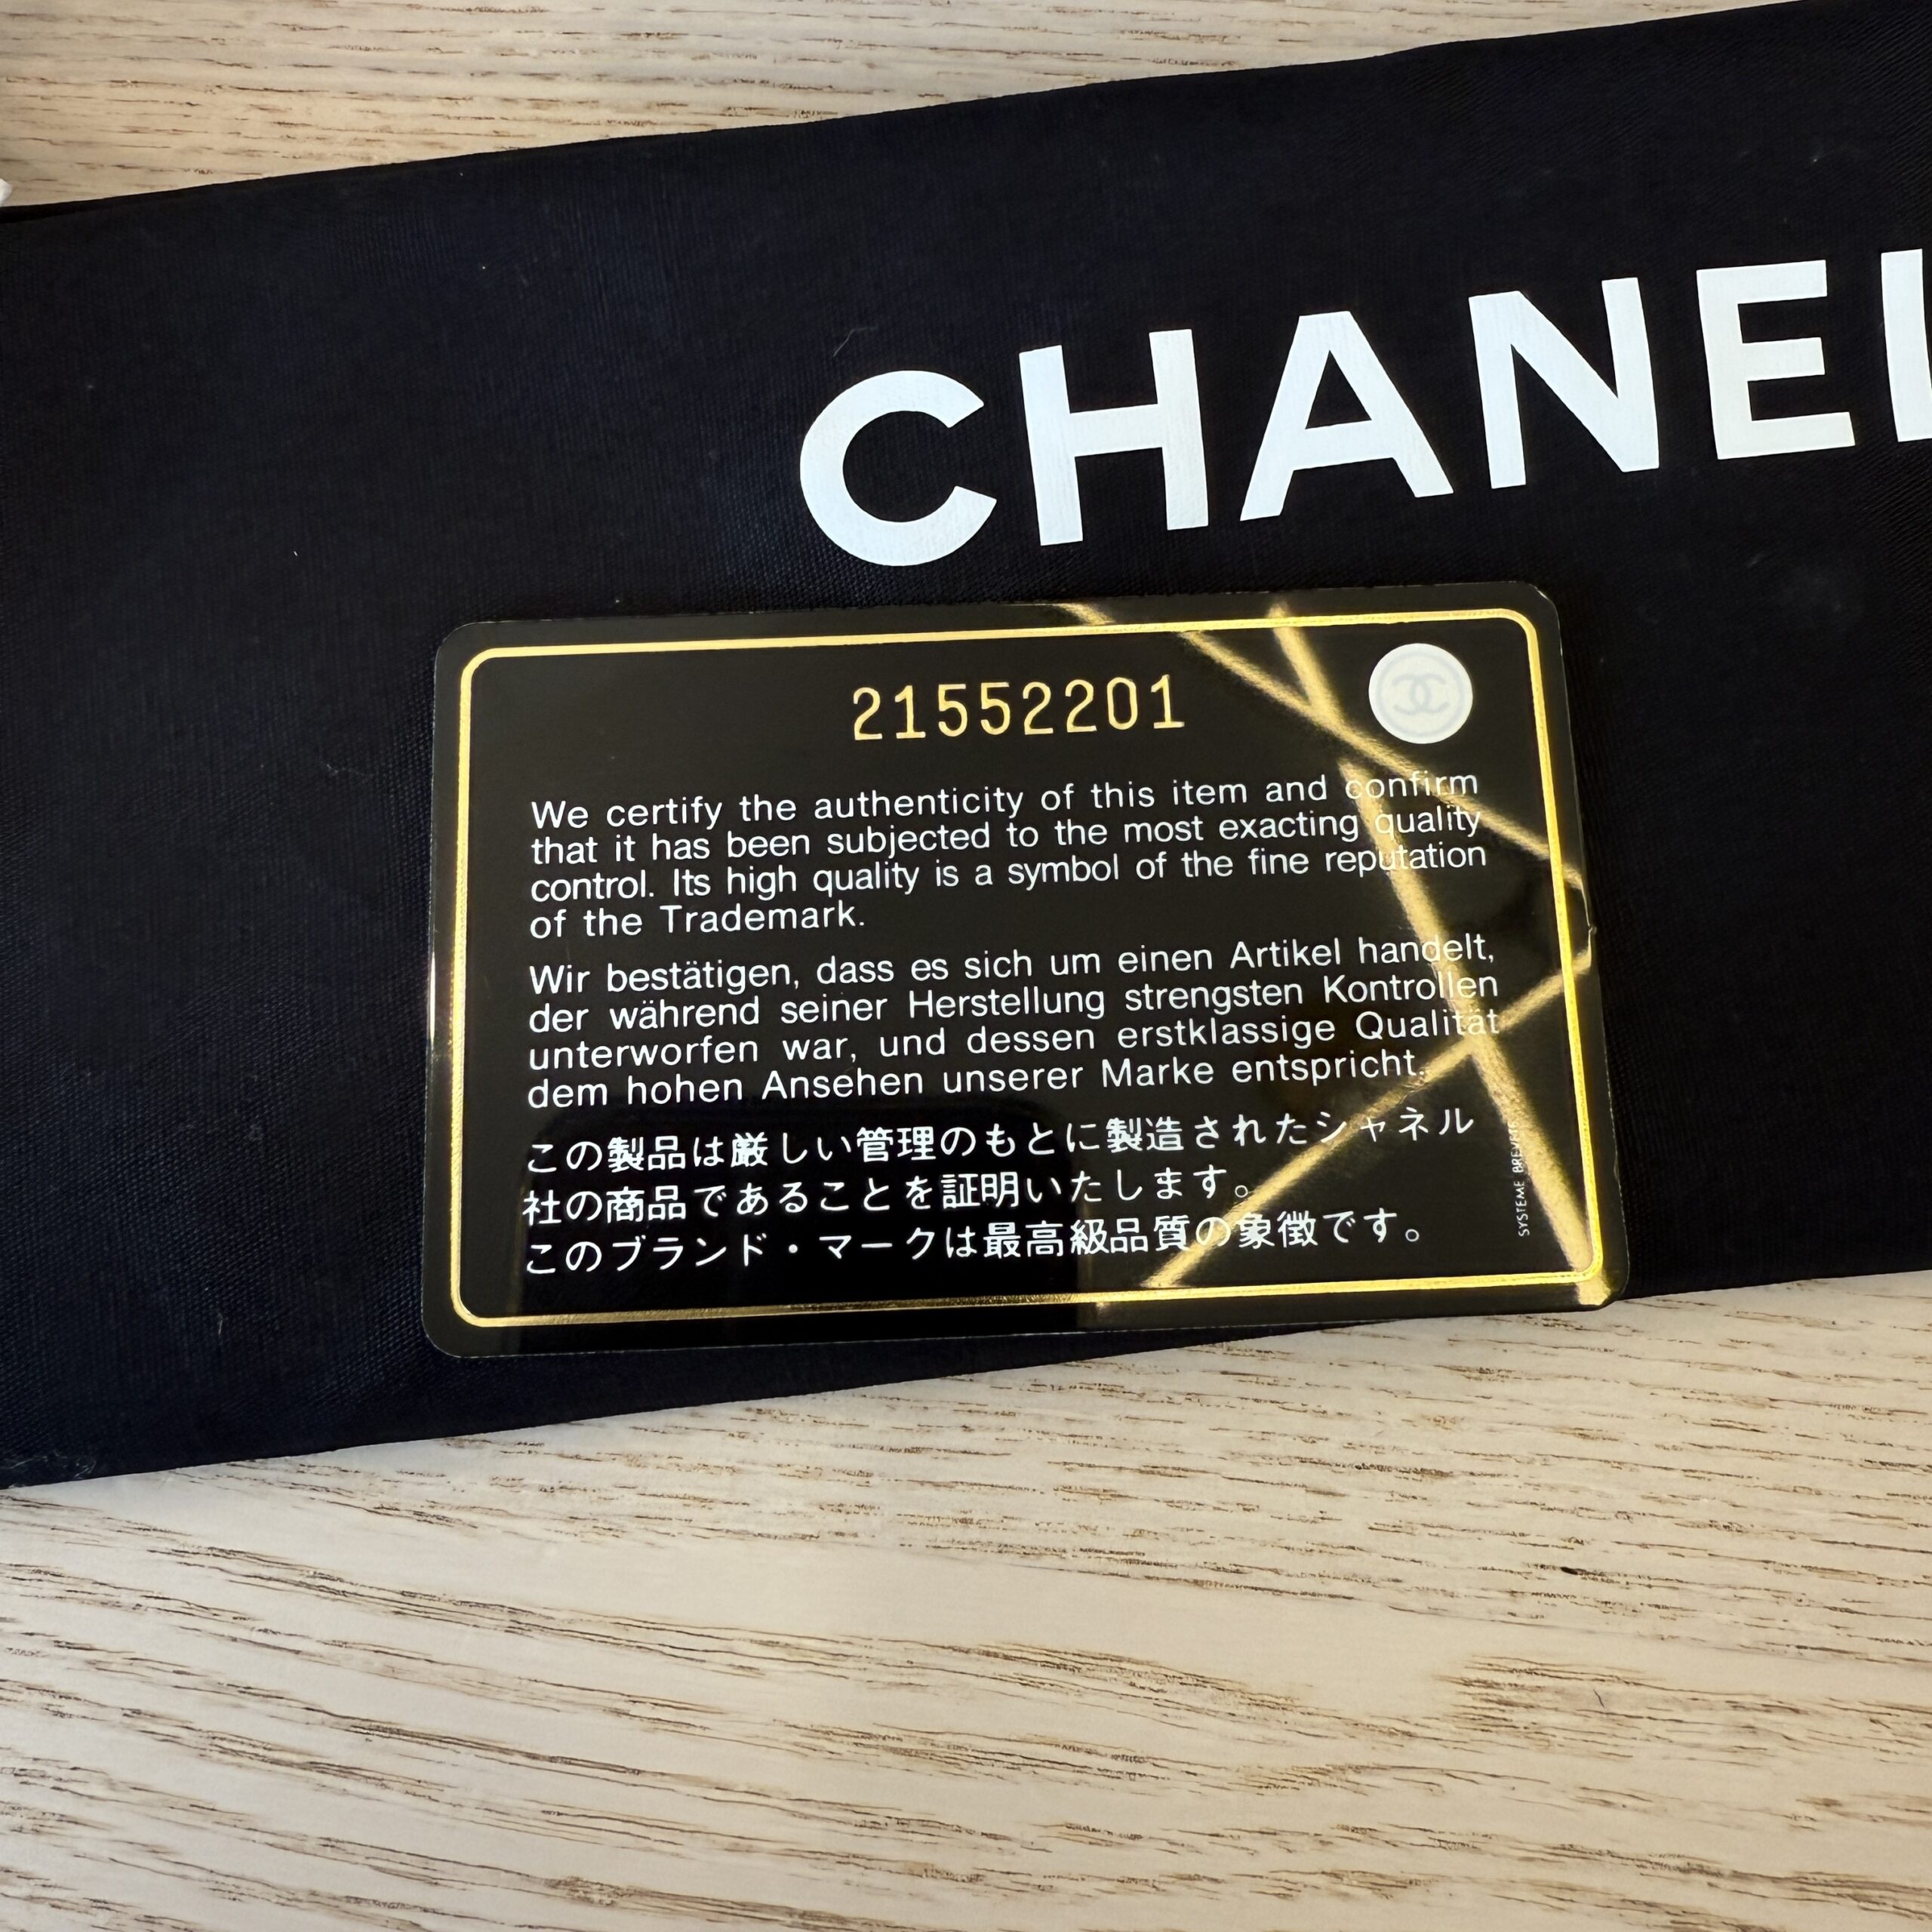 CHANEL
21552201
We certify the authenticity of this item and confirm
that it has been subjected to the most exacting quality
control. Its high quality is a symbol of the fine reputation
of the Trademark.
Wir bestätigen, dass es sich um einen Artikel handelt,
der während seiner Herstellung strengsten Kontrollen
unterworfen war, und dessen erstklassige Qualität
dem hohen Ansehen unserer Marke entspricht.
この製品は厳しい管理のもとに製造されたシャネル
社の商品であることを証明いたします。
このブランド・マークは最高級品質の象徴です。
SYSTEME BREVETE